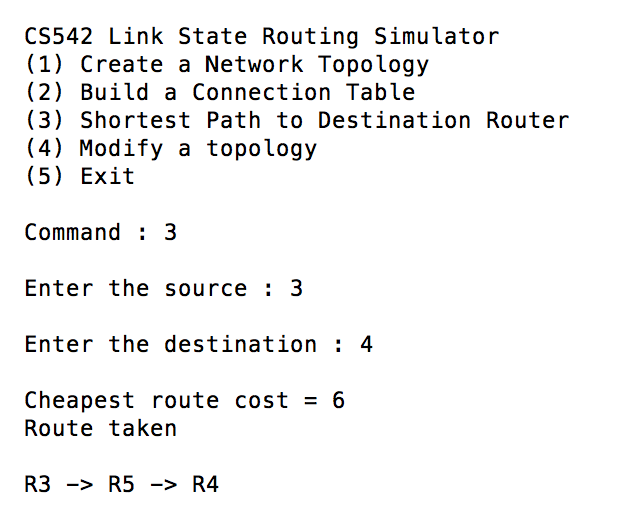 CS542 Link State Routing Simulator
(1) Create a Network Topology
(2) Build a Connection Table
(3) Shortest Path to Destination Router
(4) Modify a topology
(5) Exit
Command : 3
Enter the source : 3
Enter the destination : 4
Cheapest route cost = 6
Route taken
R3 -> R5 -> R4